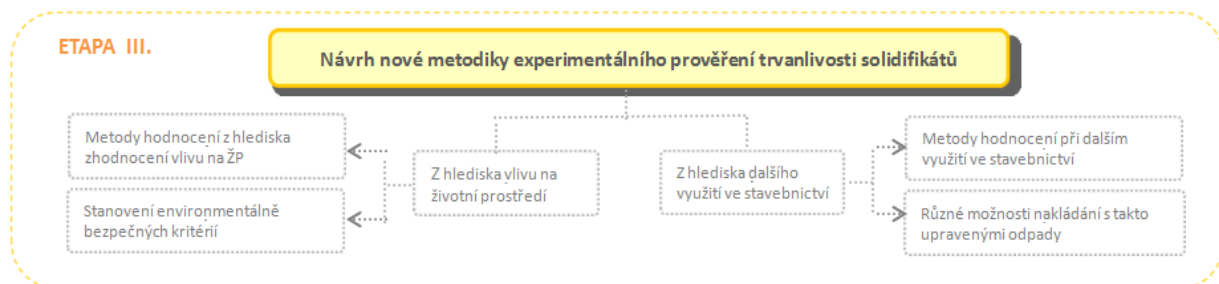 ETAPA III.
Návrh nové metodiky experimentálního prověření trvanlivosti solidifikátů
Metody hodnocení z hlediska
zhodnocení vlivu na ŽP
Stanovení environmentálně
bezpečných kritérií
Z hlediska vlivu na
životní prostředí
Z hlediska dalšího
využití ve stavebnictví
Metody hodnocení při dalším
využití ve stavebnictví
Různé možnosti nakládání s takto
upravenými odpady